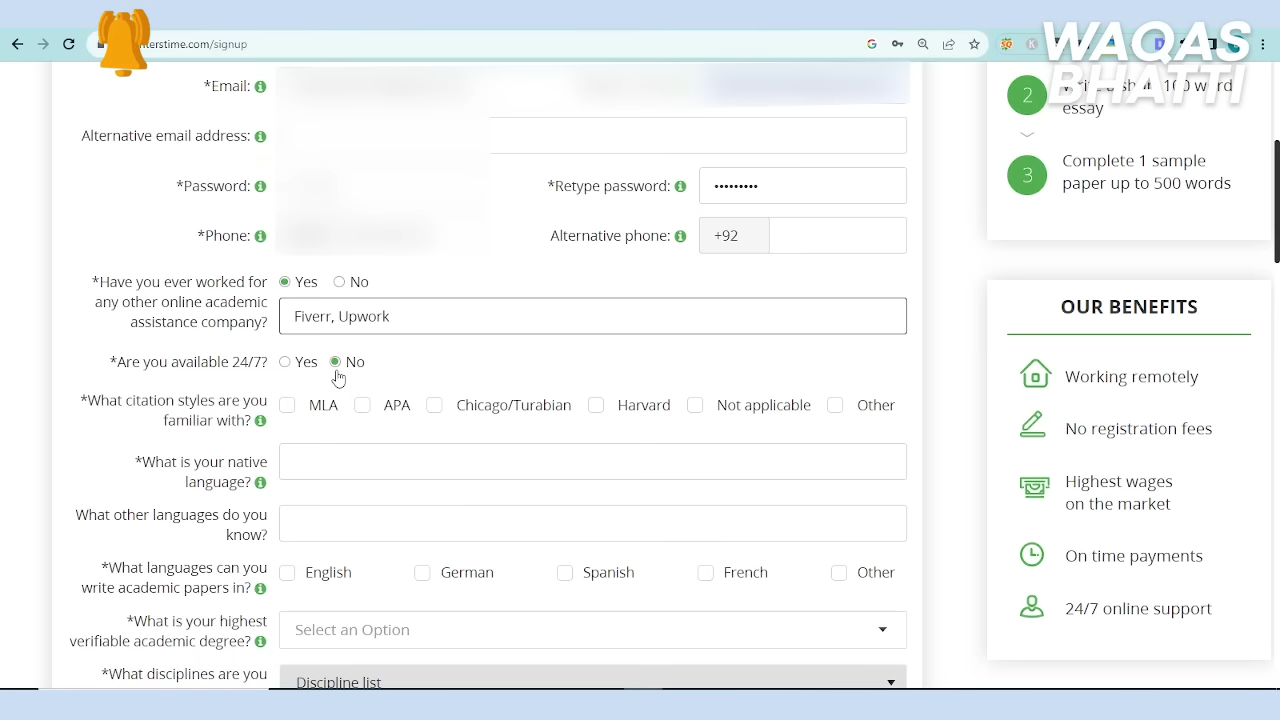 terstime.com/signup
WAQAS
BHATTI
*Email:
Alternative email address:
*Password:
*Retype password: •••••••••
*Phone:
Alternative phone: +92
*Have you ever worked for
any other online academic
assistance company?
Yes No
Fiverr, Upwork
*Are you available 24/7? Yes No
*What citation styles are you
familiar with?
MLA APA Chicago/Turabian Harvard Not applicable Other
*What is your native
language?
What other languages do you
know?
*What languages can you
write academic papers in?
English German Spanish French Other
*What is your highest
verifiable academic degree?
Select an Option
*What disciplines are you
Discipline list
2
100 word
essay
3
Complete 1 sample
paper up to 500 words
OUR BENEFITS
Working remotely
No registration fees
Highest wages
on the market
On time payments
24/7 online support